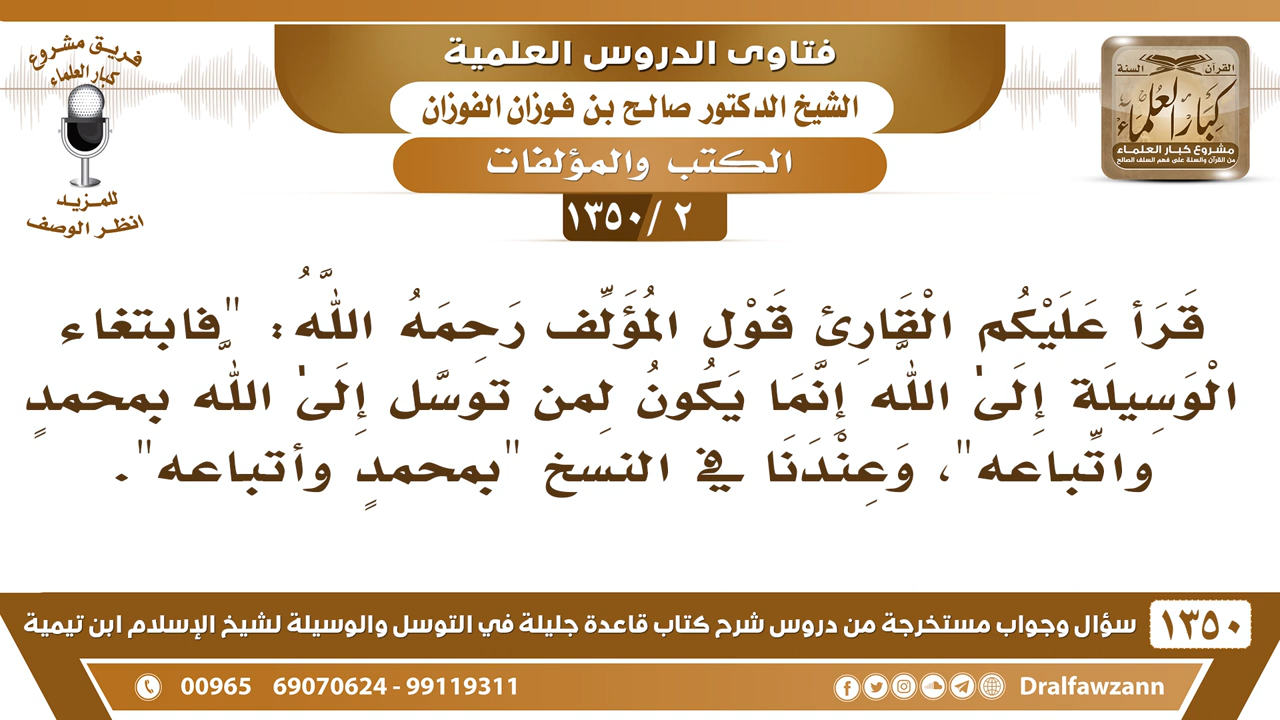 فريق مشروع
كبار العلماء
للمزيد
انظر الوصف
فتاوى الدروس العلمية
الشيخ الدكتور صالح بن فوزان الفوزان
الكتب والمؤلفات
٢ / ١٣٥٠
القرآن السنة
كبار العلماء
مشروع كبار العلماء
من القرآن والسنة على فهم السلف الصالح
قَرَأَ عَلَيْكُم الْقَارِئ قَوْل المُؤَلِّف رَحِمَهُ اللَّهُ: "فابتغاء
الْوَسِيلَة إِلَىٰ اللَّه إِنَّمَا يَكُونُ لِمن توسَّل إِلَىٰ اللَّه بمحمدٍ
وَاتِّباعه"، وَعِنْدَنَا في النسخ "بمحمدٍ وأتباعه".
١٣٥٠ سؤال وجواب مستخرجة من دروس شرح كتاب قاعدة جليلة في التوسل والوسيلة لشيخ الإسلام ابن تيمية
00965 69070624 - 99119311
Dralfawzann